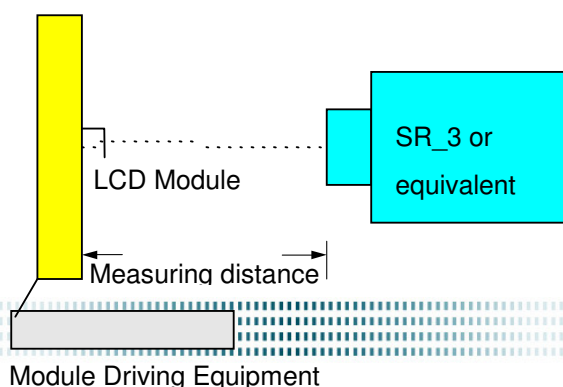 SR_3 or
equivalent
LCD Module
Measuring distance
Module Driving Equipment